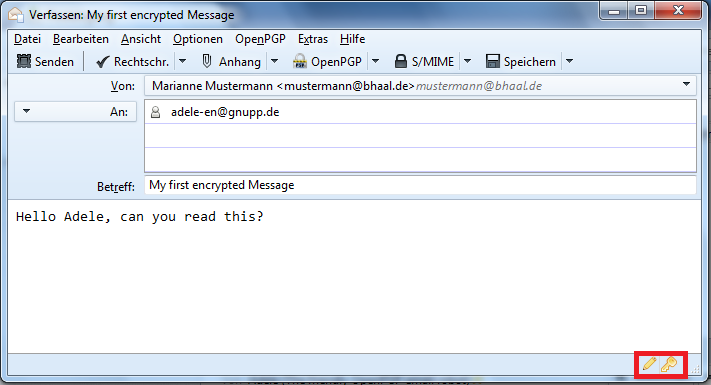 Verfassen: My first encrypted Message
Datei Bearbeiten Ansicht Optionen OpenPGP Extras Hilfe
Senden Rechtschr. Anhang OpenPGP S/MIME Speichern
Von: Marianne Mustermann <mustermann@bhaal.de> mustermann@bhaal.de
An: adele-en@gnupp.de
Betreff: My first encrypted Message
Hello Adele, can you read this?